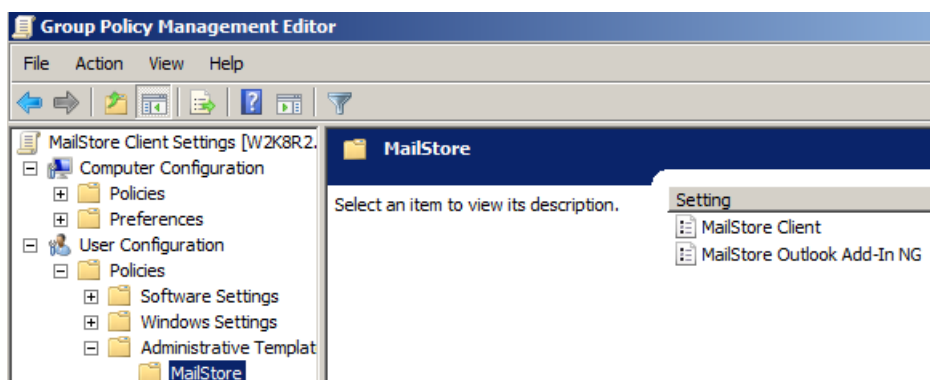 Group Policy Management Editor
File Action View Help
MailStore Client Settings [W2K8R2.
Computer Configuration
Policies
Preferences
User Configuration
Policies
Software Settings
Windows Settings
Administrative Templat
MailStore
MailStore
Select an item to view its description.
Setting
MailStore Client
MailStore Outlook Add-In NG